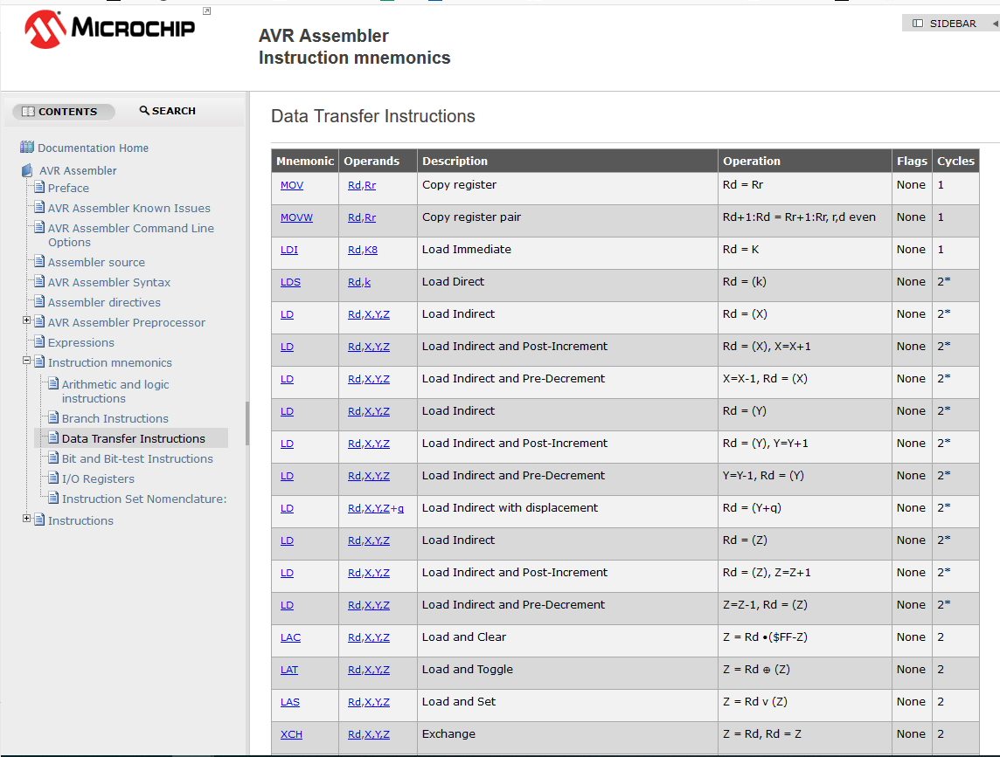 MICROCHIP
AVR Assembler
Instruction mnemonics
SIDEBAR
CONTENTS
SEARCH
Documentation Home
AVR Assembler
Preface
AVR Assembler Known Issues
AVR Assembler Command Line
Options
Assembler source
AVR Assembler Syntax
Assembler directives
AVR Assembler Preprocessor
Expressions
Instruction mnemonics
Arithmetic and logic
instructions
Branch Instructions
Data Transfer Instructions
Bit and Bit-test Instructions
I/O Registers
Instruction Set Nomenclature:
Instructions
Data Transfer Instructions
Mnemonic Operands Description Operation Flags Cycles
MOV Rd,Rr Copy register Rd = Rr None 1
MOVW Rd,Rr Copy register pair Rd+1:Rd = Rr+1:Rr, r,d even None 1
LDI Rd,K8 Load Immediate Rd = K None 1
LDS Rd,k Load Direct Rd = (k) None 2*
LD Rd,X,Y,Z Load Indirect Rd = (X) None 2*
LD Rd,X,Y,Z Load Indirect and Post-Increment Rd = (X), X=X+1 None 2*
LD Rd,X,Y,Z Load Indirect and Pre-Decrement X=X-1, Rd = (X) None 2*
LD Rd,X,Y,Z Load Indirect Rd = (Y) None 2*
LD Rd,X,Y,Z Load Indirect and Post-Increment Rd = (Y), Y=Y+1 None 2*
LD Rd,X,Y,Z Load Indirect and Pre-Decrement Y=Y-1, Rd = (Y) None 2*
LD Rd,X,Y,Z+q Load Indirect with displacement Rd = (Y+q) None 2*
LD Rd,X,Y,Z Load Indirect Rd = (Z) None 2*
LD Rd,X,Y,Z Load Indirect and Post-Increment Rd = (Z), Z=Z+1 None 2*
LD Rd,X,Y,Z Load Indirect and Pre-Decrement Z=Z-1, Rd = (Z) None 2*
LAC Rd,X,Y,Z Load and Clear Z = Rd •($FF-Z) None 2
LAT Rd,X,Y,Z Load and Toggle Z = Rd ⊕ (Z) None 2
LAS Rd,X,Y,Z Load and Set Z = Rd v (Z) None 2
XCH Rd,X,Y,Z Exchange Z = Rd, Rd = Z None 2